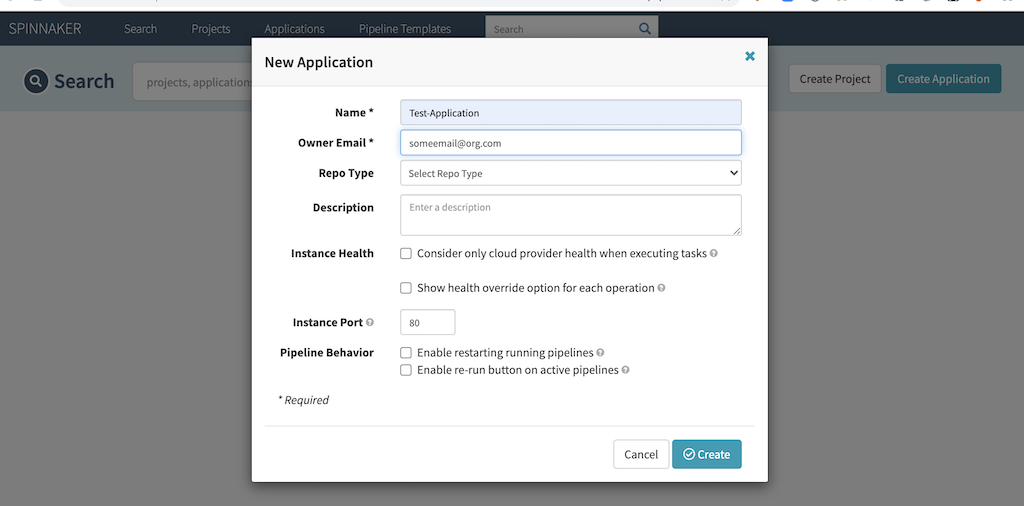 SPINNAKER Search Projects Applications Pipeline Templates Search
Search projects, applications Create Project Create Application
New Application
Name * Test-Application
Owner Email * someemail@org.com
Repo Type Select Repo Type
Description Enter a description
Instance Health Consider only cloud provider health when executing tasks
Show health override option for each operation
Instance Port 80
Pipeline Behavior Enable restarting running pipelines
Enable re-run button on active pipelines
* Required
Cancel Create